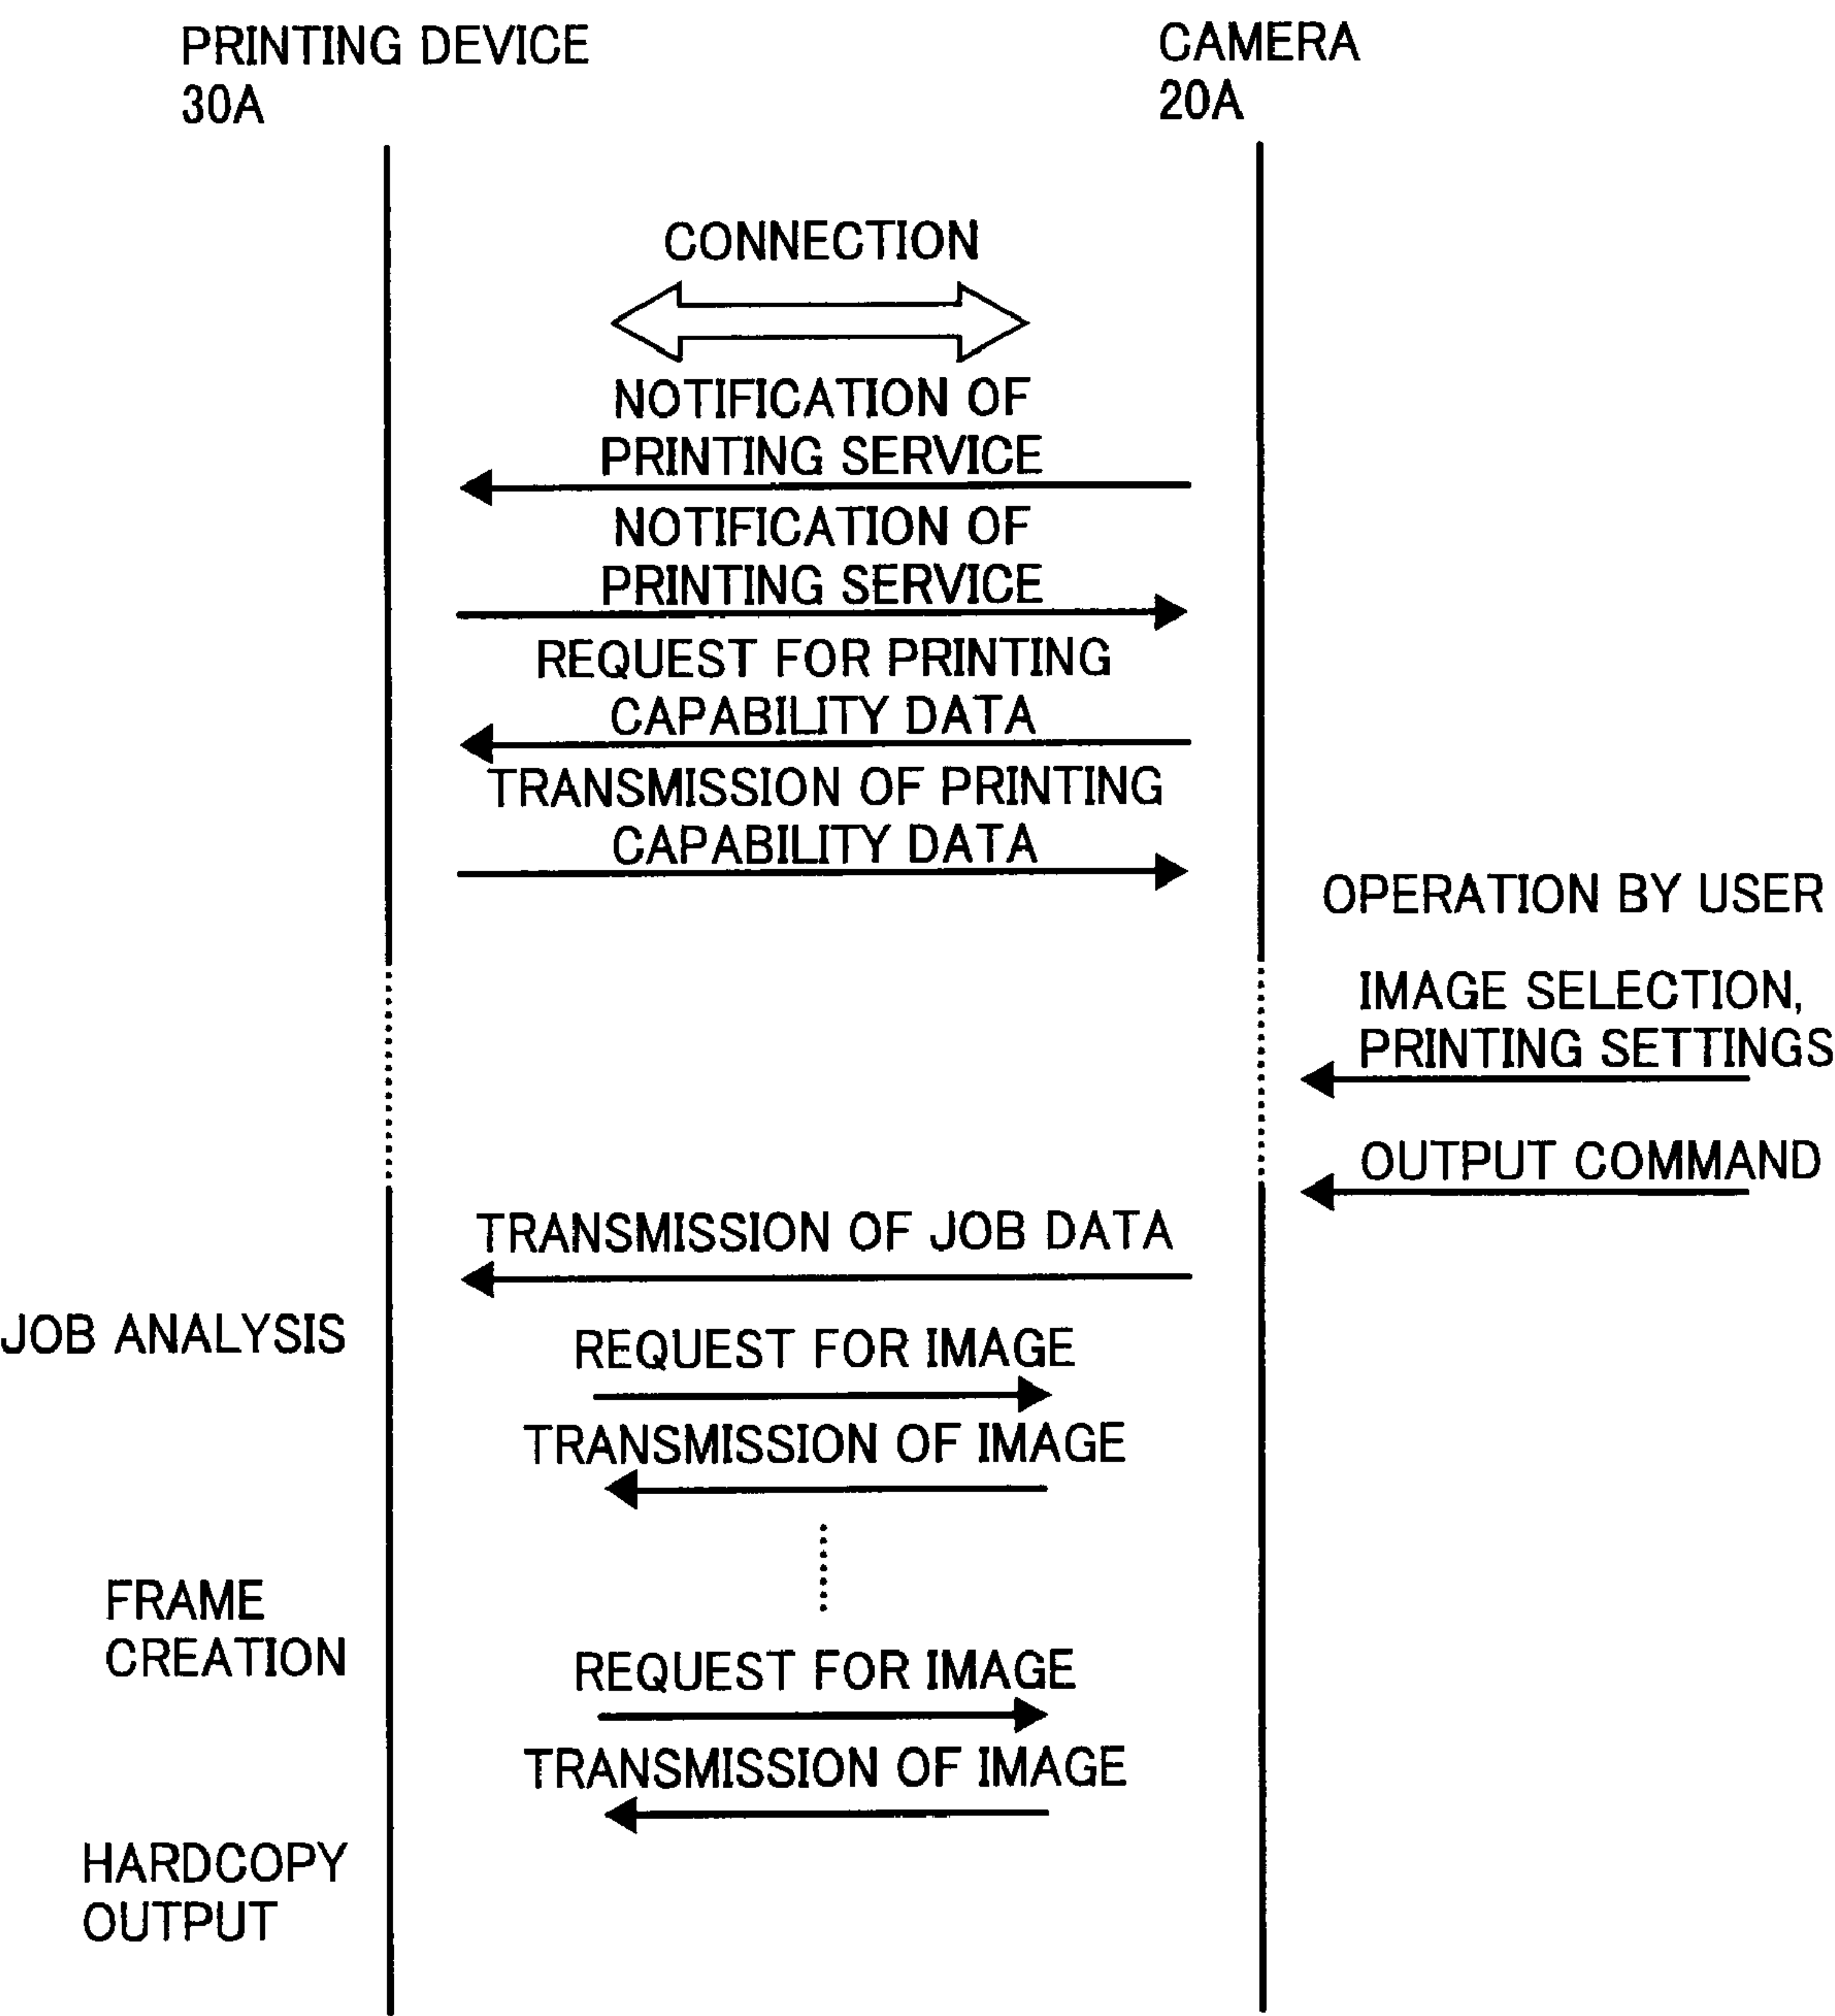 PRINTING DEVICE
30A
CAMERA
20A
CONNECTION
NOTIFICATION OF
PRINTING SERVICE
NOTIFICATION OF
PRINTING SERVICE
REQUEST FOR PRINTING
CAPABILITY DATA
TRANSMISSION OF PRINTING
CAPABILITY DATA
OPERATION BY USER
IMAGE SELECTION,
PRINTING SETTINGS
OUTPUT COMMAND
TRANSMISSION OF JOB DATA
JOB ANALYSIS
REQUEST FOR IMAGE
TRANSMISSION OF IMAGE
FRAME
CREATION
REQUEST FOR IMAGE
TRANSMISSION OF IMAGE
HARDCOPY
OUTPUT